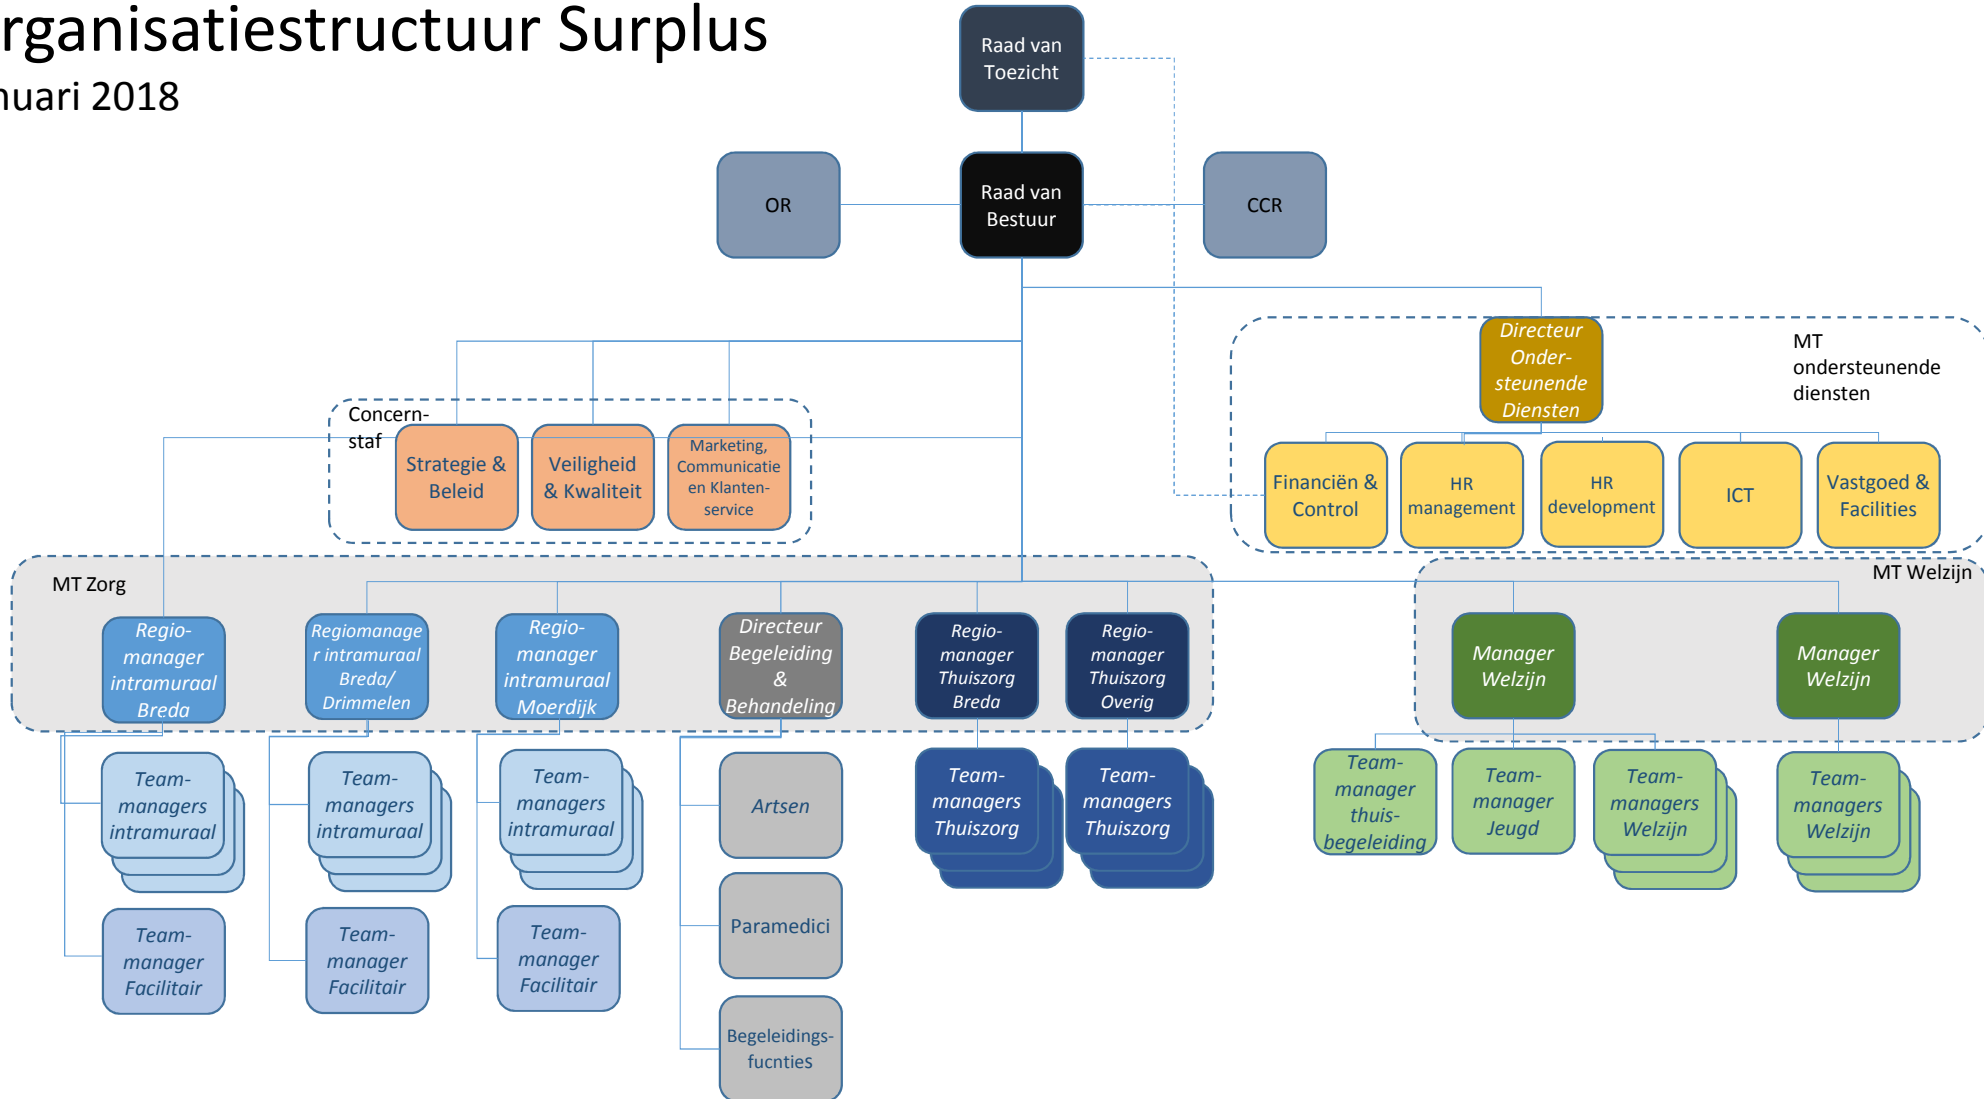 rganisatiestructuur Surplus
nuari 2018
Raad van
Toezicht
OR
Raad van
Bestuur
CCR
Directeur
Onder-
steunende
Diensten
MT
ondersteunende
diensten
Concern-
staf
Strategie &
Beleid
Veiligheid
& Kwaliteit
Marketing,
Communicatie
en Klanten-
service
Financiën &
Control
HR
management
HR
development
ICT
Vastgoed &
Facilities
MT Zorg
MT Welzijn
Regio-
manager
intramuraal
Breda
Regiomanage
r intramuraal
Breda/
Drimmelen
Regio-
manager
intramuraal
Moerdijk
Directeur
Begeleiding
&
Behandeling
Regio-
manager
Thuiszorg
Breda
Regio-
manager
Thuiszorg
Overig
Manager
Welzijn
Manager
Welzijn
Team-
managers
intramuraal
Team-
managers
intramuraal
Team-
managers
intramuraal
Artsen
Team-
managers
Thuiszorg
Team-
managers
Thuiszorg
Team-
manager
thuis-
begeleiding
Team-
manager
Jeugd
Team-
managers
Welzijn
Team-
managers
Welzijn
Team-
manager
Facilitair
Team-
manager
Facilitair
Team-
manager
Facilitair
Paramedici
Begeleidings-
fucnties